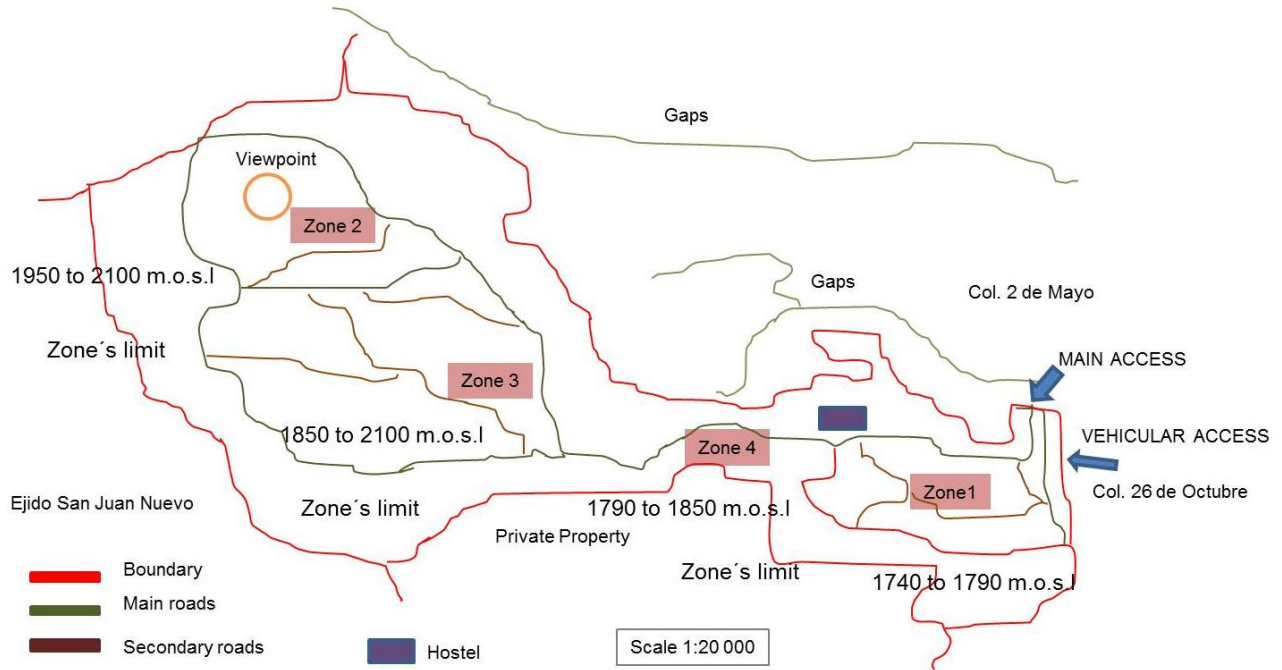 Gaps
Viewpoint
Zone 2
1950 to 2100 m.o.s.l
Gaps
Col. 2 de Mayo
Zone´s limit
MAIN ACCESS
Zone 3
1850 to 2100 m.o.s.l
Zone 4
VEHICULAR ACCESS
Zone1
Col. 26 de Octubre
Ejido San Juan Nuevo
Zone´s limit
1790 to 1850 m.o.s.l
Private Property
Zone´s limit
1740 to 1790 m.o.s.l
Boundary
Main roads
Secondary roads
Hostel
Scale 1:20 000